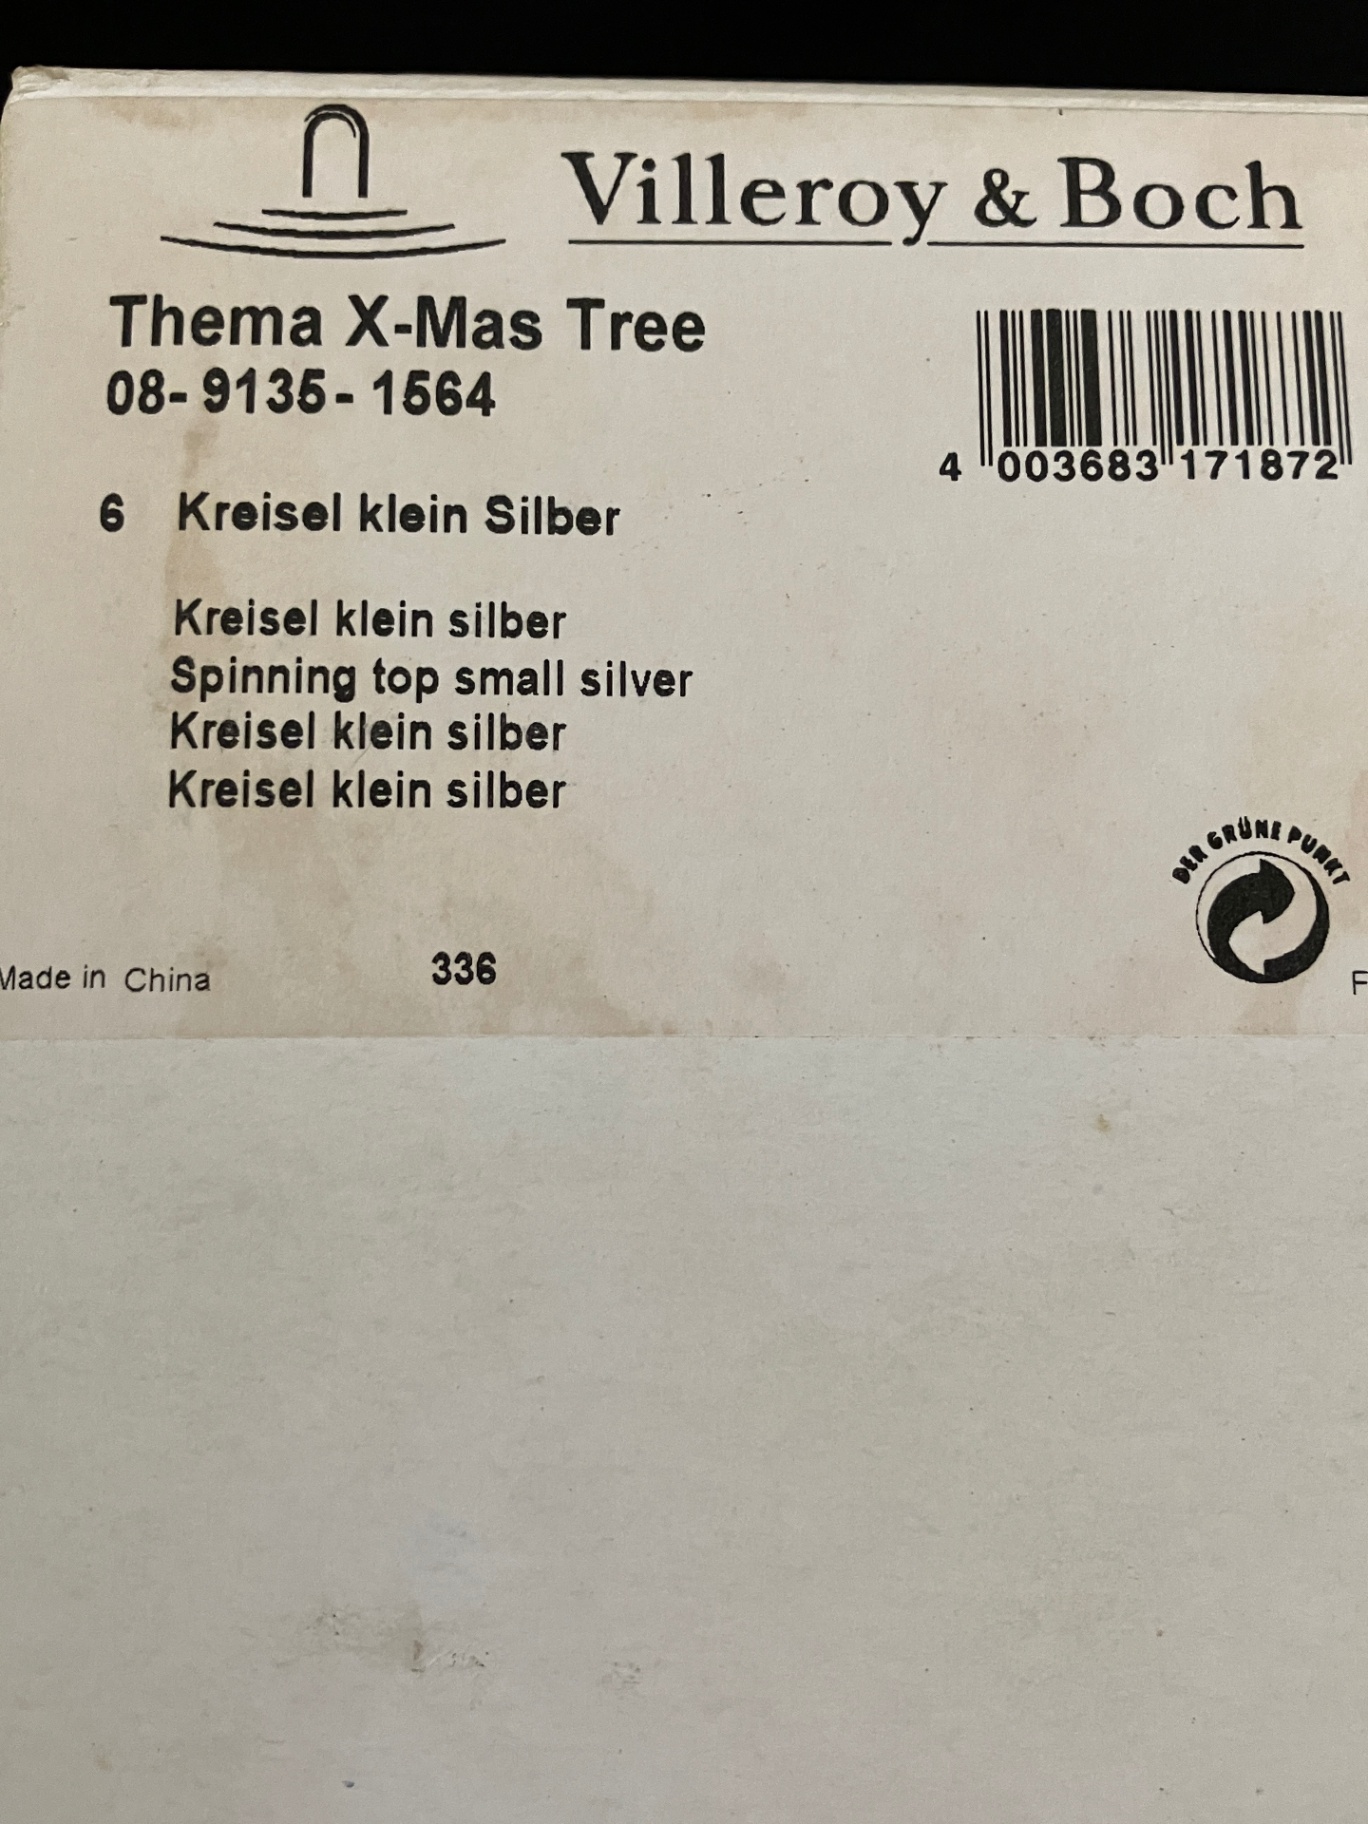 Villeroy & Boch
Thema X-Mas Tree
08- 9135- 1564
4 003683 171872
6 Kreisel klein Silber
Kreisel klein silber
Spinning top small silver
Kreisel klein silber
Kreisel klein silber
DER GRÜNE PUNKT
Made in China 336 F